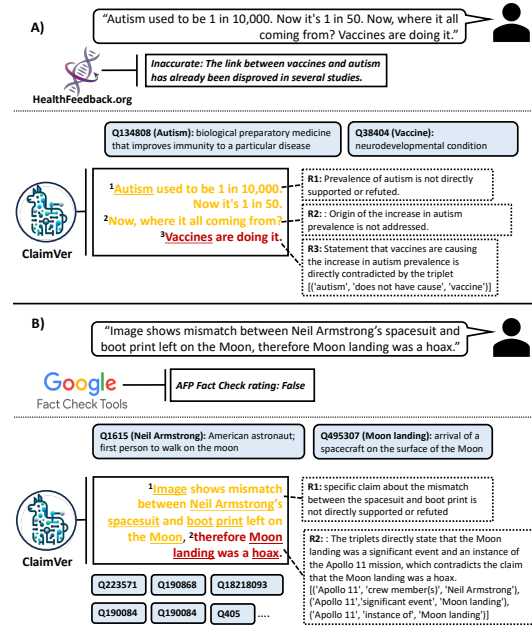 A)
“Autism used to be 1 in 10,000. Now it's 1 in 50. Now, where it all
coming from? Vaccines are doing it.”
HealthFeedback.org
Inaccurate: The link between vaccines and autism
has already been disproved in several studies.
Q134808 (Autism): biological preparatory medicine
that improves immunity to a particular disease
Q38404 (Vaccine):
neurodevelopmental condition
ClaimVer
1Autism used to be 1 in 10,000.
Now it's 1 in 50.
2Now, where it all coming from?
3Vaccines are doing it.
R1: Prevalence of autism is not directly
supported or refuted.
R2: : Origin of the increase in autism
prevalence is not addressed.
R3: Statement that vaccines are causing
the increase in autism prevalence is
directly contradicted by the triplet
[('autism', 'does not have cause', 'vaccine')]
B)
“Image shows mismatch between Neil Armstrong's spacesuit and
boot print left on the Moon, therefore Moon landing was a hoax.”
Google
Fact Check Tools
AFP Fact Check rating: False
Q1615 (Neil Armstrong): American astronaut;
first person to walk on the moon
Q495307 (Moon landing): arrival of a
spacecraft on the surface of the Moon
ClaimVer
1Image shows mismatch
between Neil Armstrong's
spacesuit and boot print left on
the Moon, 2therefore Moon
landing was a hoax.
R1: specific claim about the mismatch
between the spacesuit and boot print is
not directly supported or refuted
R2: : The triplets directly state that the Moon
landing was a significant event and an instance of
the Apollo 11 mission, which contradicts the claim
that the Moon landing was a hoax.
[('Apollo 11', 'crew member(s)', 'Neil Armstrong'),
('Apollo 11','significant event', 'Moon landing'),
('Apollo 11', 'instance of', 'Moon landing')]
Q223571
Q190868
Q18218093
Q190084
Q190084
Q405
....